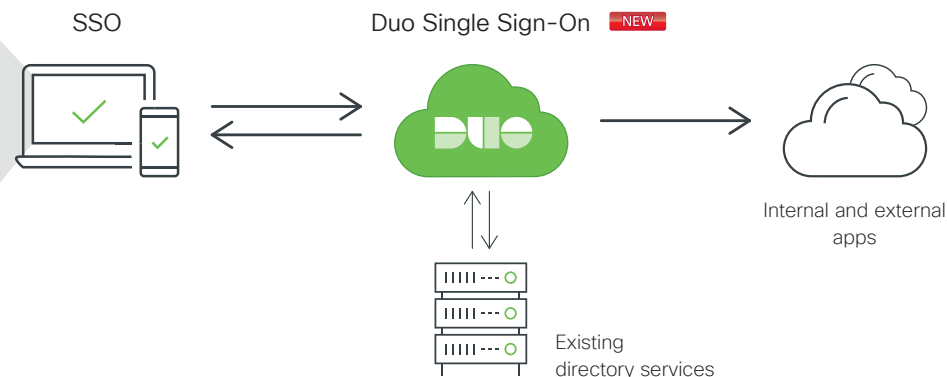 SSO
Duo Single Sign-On NEW
DUO
Internal and external
apps
Existing
directory services